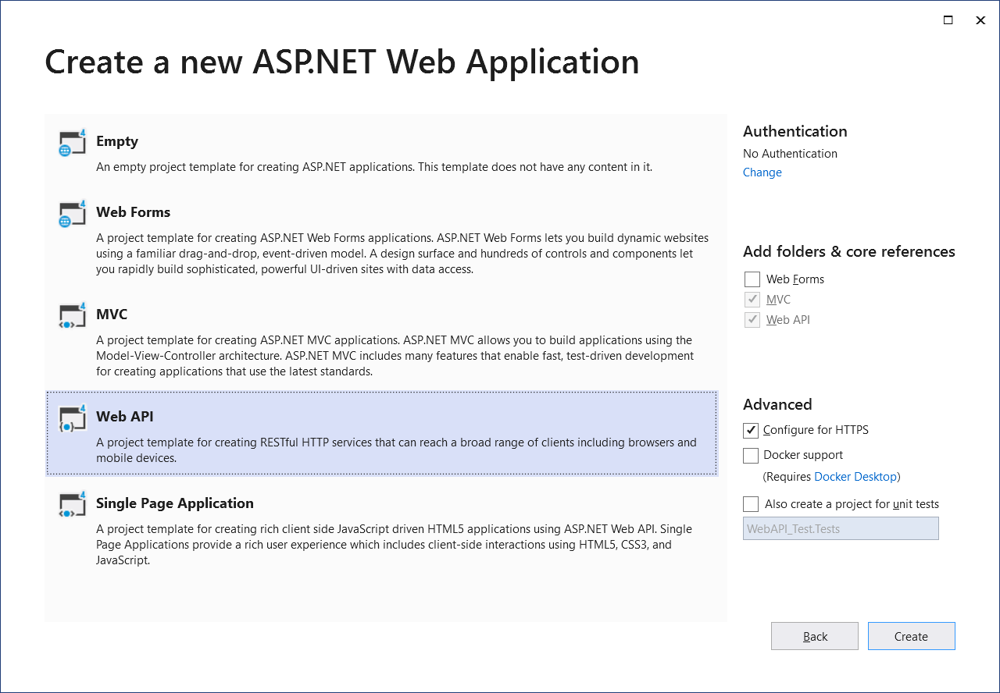 Create a new ASP.NET Web Application
4
Empty
An empty project template for creating ASP.NET applications. This template does not have any content in it.
4
Web Forms
A project template for creating ASP.NET Web Forms applications. ASP.NET Web Forms lets you build dynamic websites
using a familiar drag-and-drop, event-driven model. A design surface and hundreds of controls and components let
you rapidly build sophisticated, powerful UI-driven sites with data access.
4
MVC
A project template for creating ASP.NET MVC applications. ASP.NET MVC allows you to build applications using the
Model-View-Controller architecture. ASP.NET MVC includes many features that enable fast, test-driven development
for creating applications that use the latest standards.
4
Web API
A project template for creating RESTful HTTP services that can reach a broad range of clients including browsers and
mobile devices.
4
Single Page Application
A project template for creating rich client side JavaScript driven HTML5 applications using ASP.NET Web API. Single
Page Applications provide a rich user experience which includes client-side interactions using HTML5, CSS3, and
JavaScript.
Authentication
No Authentication
Change
Add folders & core references
Web Forms
MVC
Web API
Advanced
Configure for HTTPS
Docker support
(Requires Docker Desktop)
Also create a project for unit tests
WebAPI_Test.Tests
Back
Create